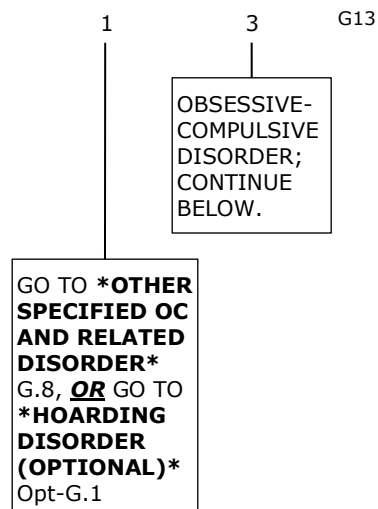 1 3 G13
OBSESSIVE-
COMPULSIVE
DISORDER;
CONTINUE
BELOW.
GO TO *OTHER
SPECIFIED OC
AND RELATED
DISORDER*
G.8, OR GO TO
*HOARDING
DISORDER
(OPTIONAL)*
Opt-G.1